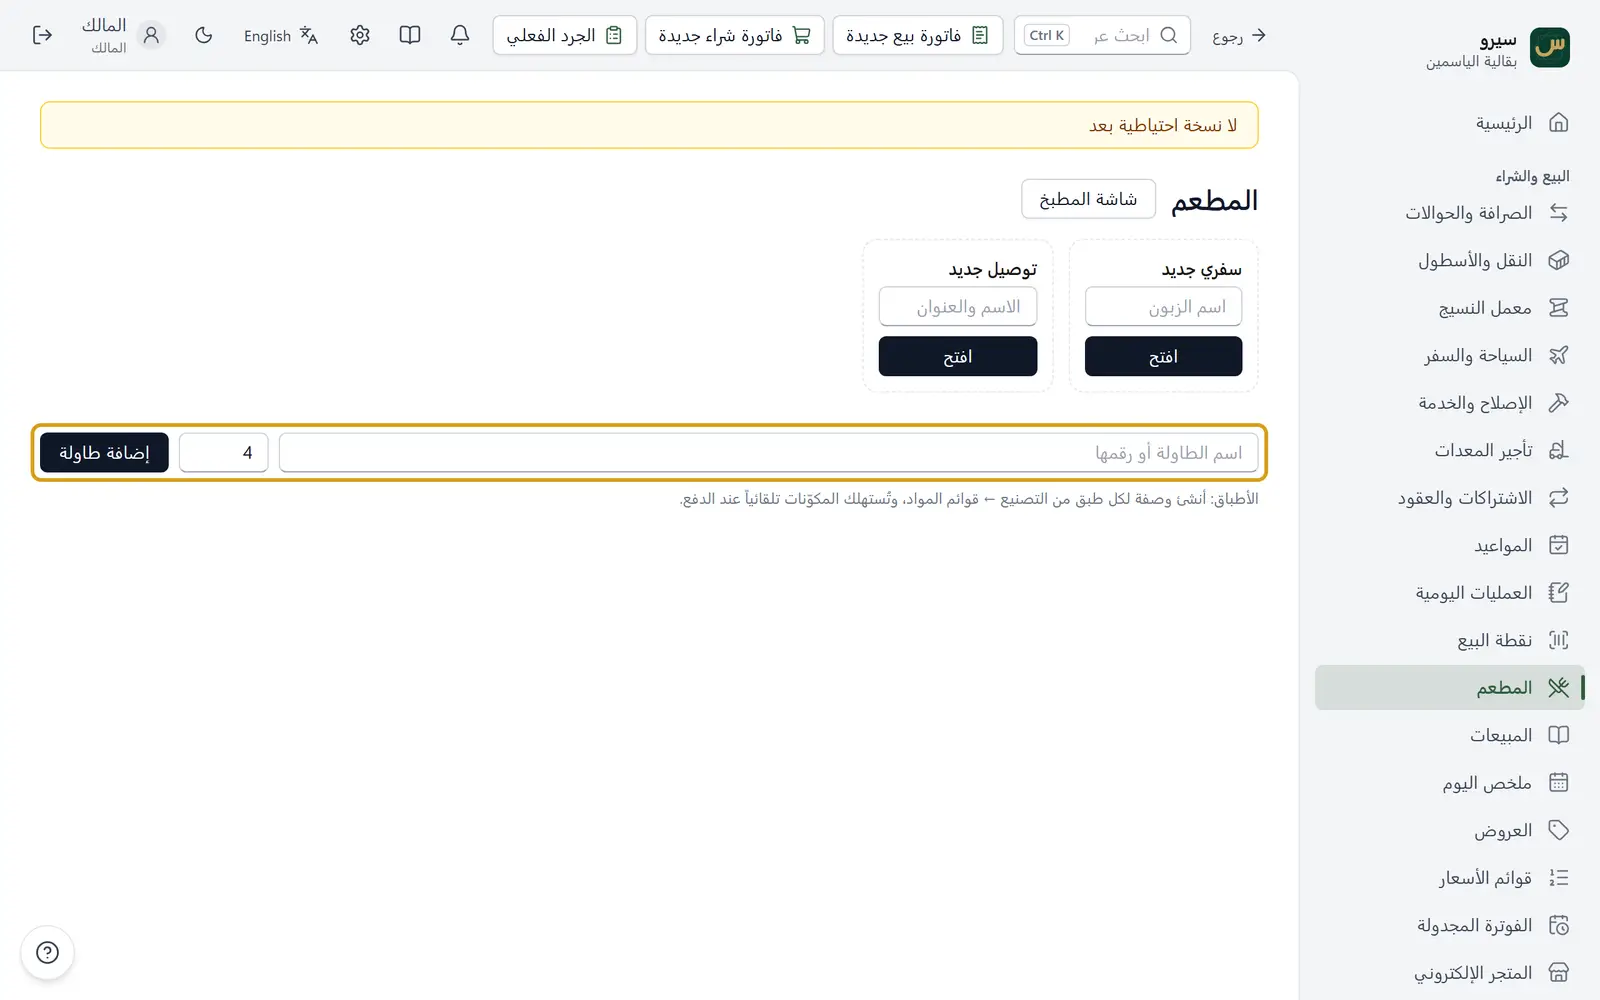 سيرو
بقالية الياسمين
رجوع
ابحث عر
Ctrl K
فاتورة بيع جديدة
فاتورة شراء جديدة
الجرد الفعلي
English
المالك
المالك
الرئيسية
البيع والشراء
الصرافة والحوالات
النقل والأسطول
معمل النسيج
السياحة والسفر
الإصلاح والخدمة
تأجير المعدات
الاشتراكات والعقود
المواعيد
العمليات اليومية
نقطة البيع
المطعم
المبيعات
ملخص اليوم
العروض
قوائم الأسعار
الفوترة المجدولة
المتجر الإلكتروني
لا نسخة احتياطية بعد
المطعم
شاشة المطبخ
سفري جديد
اسم الزبون
افتح
توصيل جديد
الاسم والعنوان
افتح
اسم الطاولة أو رقمها
4
إضافة طاولة
الأطباق: أنشئ وصفة لكل طبق من التصنيع ← قوائم المواد، وتُستهلك المكوّنات تلقائياً عند الدفع.